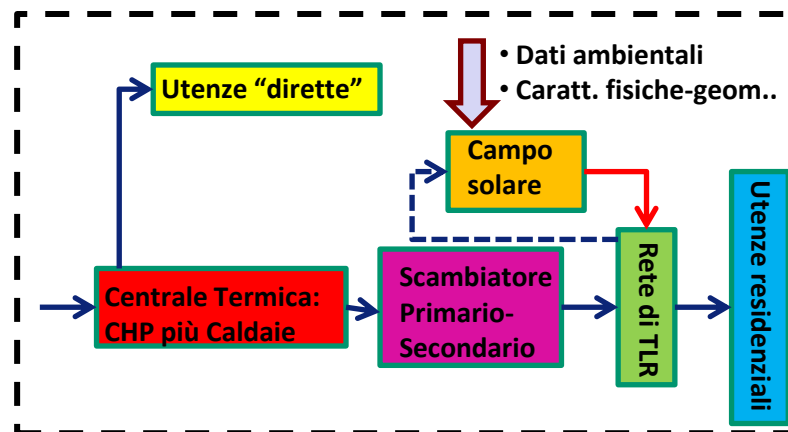 • Dati ambientali
• Caratt. fisiche-geom..
Utenze “dirette”
Campo
solare
Centrale Termica:
CHP più Caldaie
Scambiatore
Primario-
Secondario
Rete di TLR
Utenze residenziali